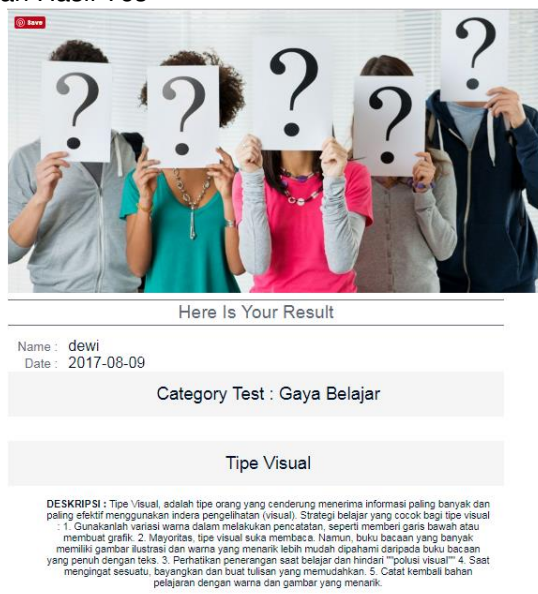 Save
?
?
?
?
?
Here Is Your Result
Name : dewi
Date : 2017-08-09
Category Test : Gaya Belajar
Tipe Visual
DESKRIPSI : Tipe Visual, adalah tipe orang yang cenderung menerima informasi paling banyak dan
paling efektif menggunakan indera pengelihatan (visual). Strategi belajar yang cocok bagi tipe visual
: 1. Gunakanlah variasi warna dalam melakukan pencatatan, seperti memberi garis bawah atau
membuat grafik. 2. Mayoritas, tipe visual suka membaca. Namun, buku bacaan yang banyak
memiliki gambar ilustrasi dan warna yang menarik lebih mudah dipahami daripada buku bacaan
yang penuh dengan teks. 3. Perhatikan penerangan saat belajar dan hindari ""polusi visual"" 4. Saat
mengingat sesuatu, bayangkan dan buat tulisan yang memudahkan. 5. Catat kembali bahan
pelajaran dengan warna dan gambar yang menarik.